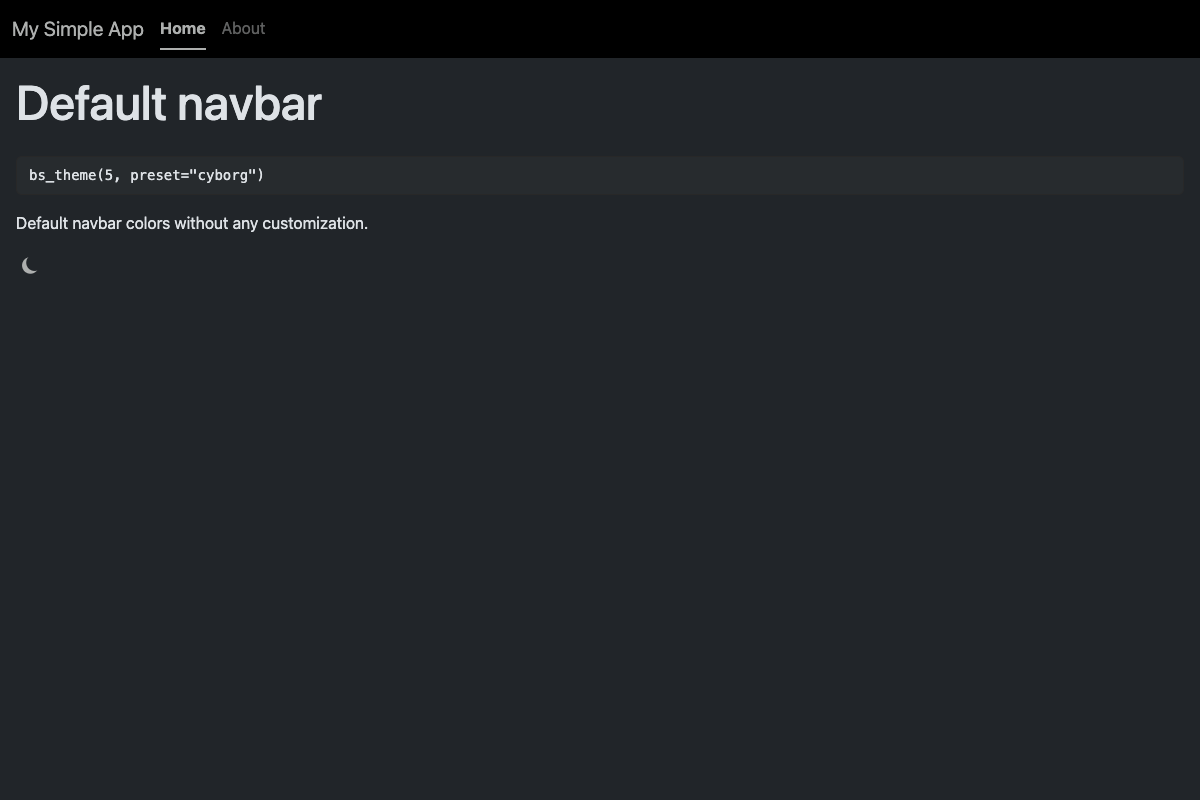 My Simple App Home About
Default navbar
bs_theme(5, preset="cyborg")
Default navbar colors without any customization.